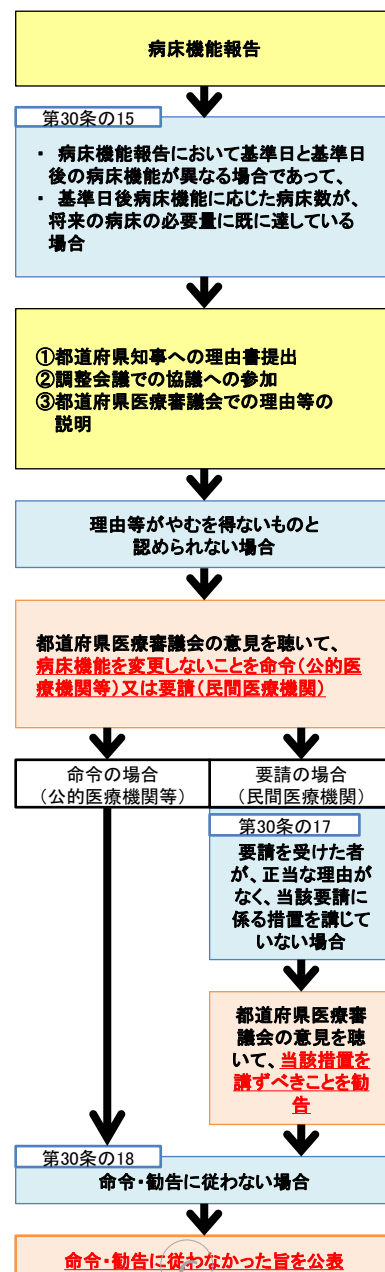 病床機能報告
第30条の15
・ 病床機能報告において基準日と基準日
後の病床機能が異なる場合であって、
・ 基準日後病床機能に応じた病床数が、
将来の病床の必要量に既に達している
場合
①都道府県知事への理由書提出
②調整会議での協議への参加
③都道府県医療審議会での理由等の
説明
理由等がやむを得ないものと
認められない場合
都道府県医療審議会の意見を聴いて、
病床機能を変更しないことを命令(公的医
療機関等)又は要請(民間医療機関)
命令の場合
(公的医療機関等)
要請の場合
(民間医療機関)
第30条の17
要請を受けた者
が、正当な理由が
なく、当該要請に
係る措置を講じて
いない場合
都道府県医療審
議会の意見を聴
いて、当該措置を
講ずべきことを勧
告
第30条の18
命令・勧告に従わない場合
命令・勧告に従わなかった旨を公表